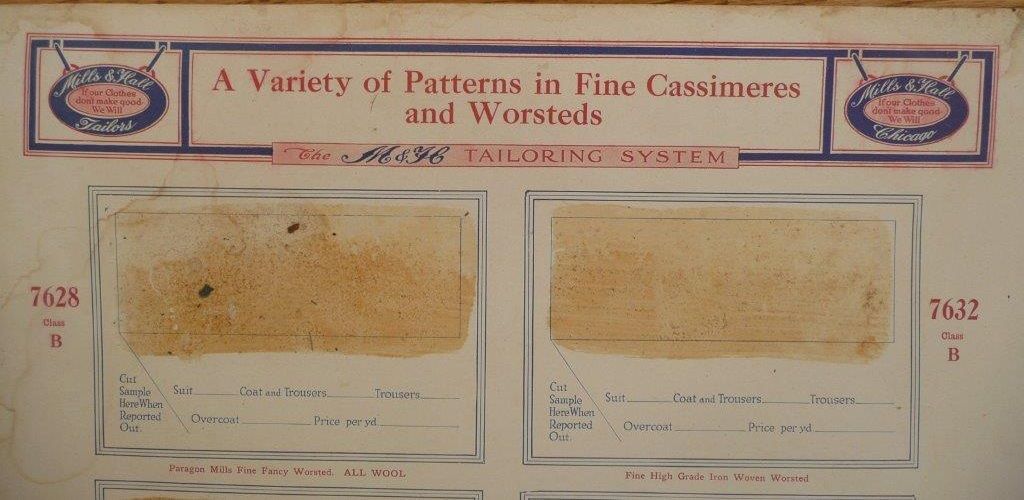 Mills & Hall
If our Clothes
don't make good
We Will
Tailors
A Variety of Patterns in Fine Cassimeres
and Worsteds
Mills & Hall
If our Clothes
don't make good
We Will
Chicago
The M&H TAILORING SYSTEM
7628
Class
B
Cut
Sample
Here When
Reported
Out.
Suit Coat and Trousers Trousers
Overcoat Price per yd.
Paragon Mills Fine Fancy Worsted. ALL WOOL
7632
Class
B
Cut
Sample
Here When
Reported
Out.
Suit Coat and Trousers Trousers
Overcoat Price per yd.
Fine High Grade Iron Woven Worsted